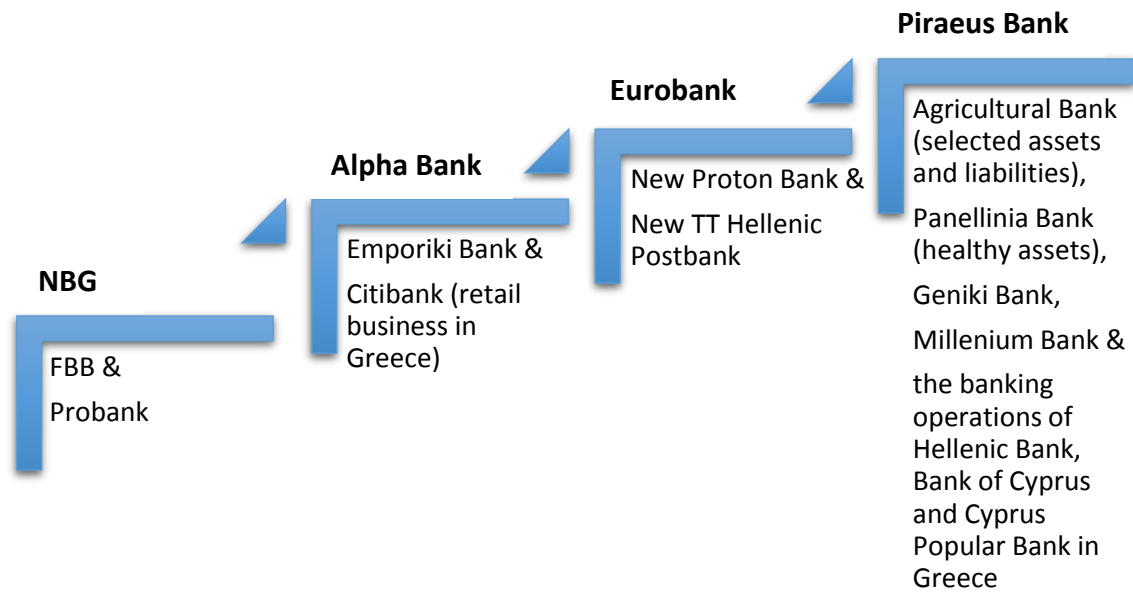 NBG
FBB &
Probank
Alpha Bank
Emporiki Bank &
Citibank (retail
business in
Greece)
Eurobank
New Proton Bank &
New TT Hellenic
Postbank
Piraeus Bank
Agricultural Bank
(selected assets
and liabilities),
Panellinia Bank
(healthy assets),
Geniki Bank,
Millenium Bank &
the banking
operations of
Hellenic Bank,
Bank of Cyprus
and Cyprus
Popular Bank in
Greece